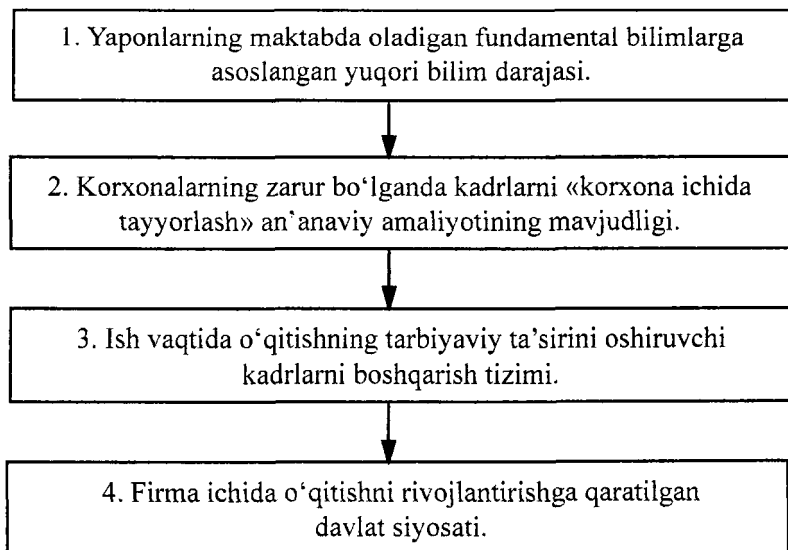 1. Yaponlarning maktabda oladigan fundamental bilimlarga
asoslangan yuqori bilim darajasi.
2. Korxonalarning zarur bo‘lganda kadrlarni «korxona ichida
tayyorlash» an`anaviy amaliyotining mavjudligi.
3. Ish vaqtida o‘qitishning tarbiyaviy ta’sirini oshiruvchi
kadrlarni boshqarish tizimi.
4. Firma ichida o‘qitishni rivojlantirishga qaratilgan
davlat siyosati.